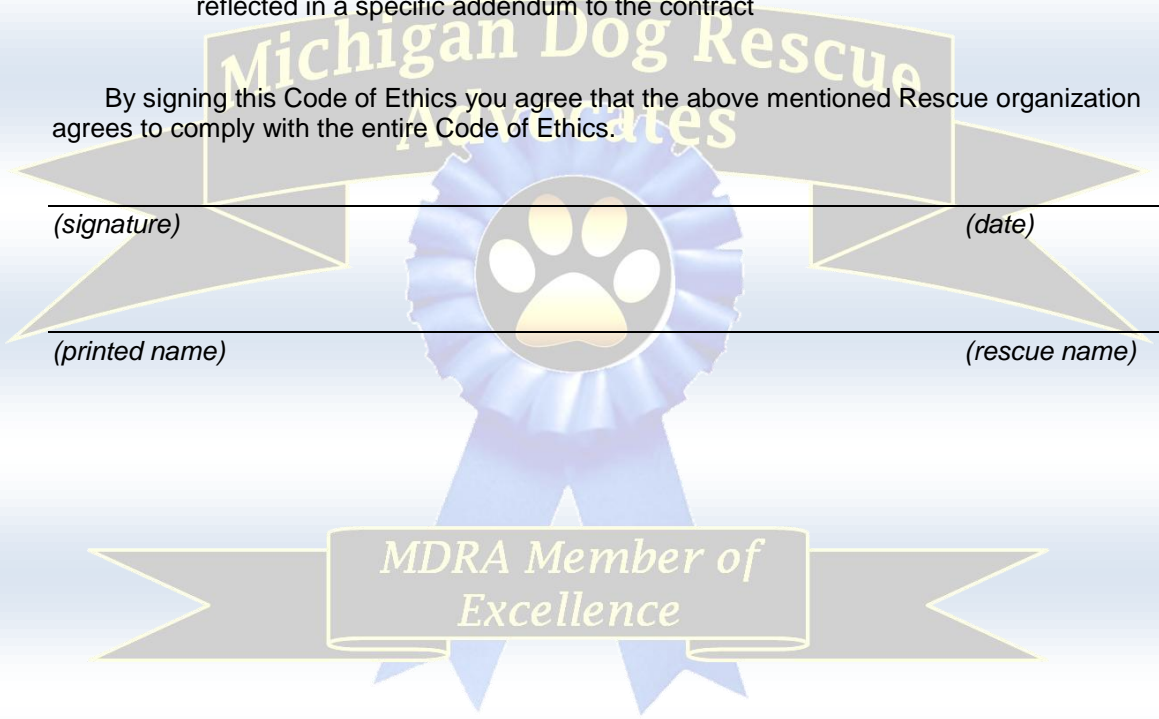 reflected in a specific addendum to the contract
Michigan Dog Rescue
Advocates
By signing this Code of Ethics you agree that the above mentioned Rescue organization
agrees to comply with the entire Code of Ethics.
(signature) (date)
(printed name) (rescue name)
MDRA Member of
Excellence